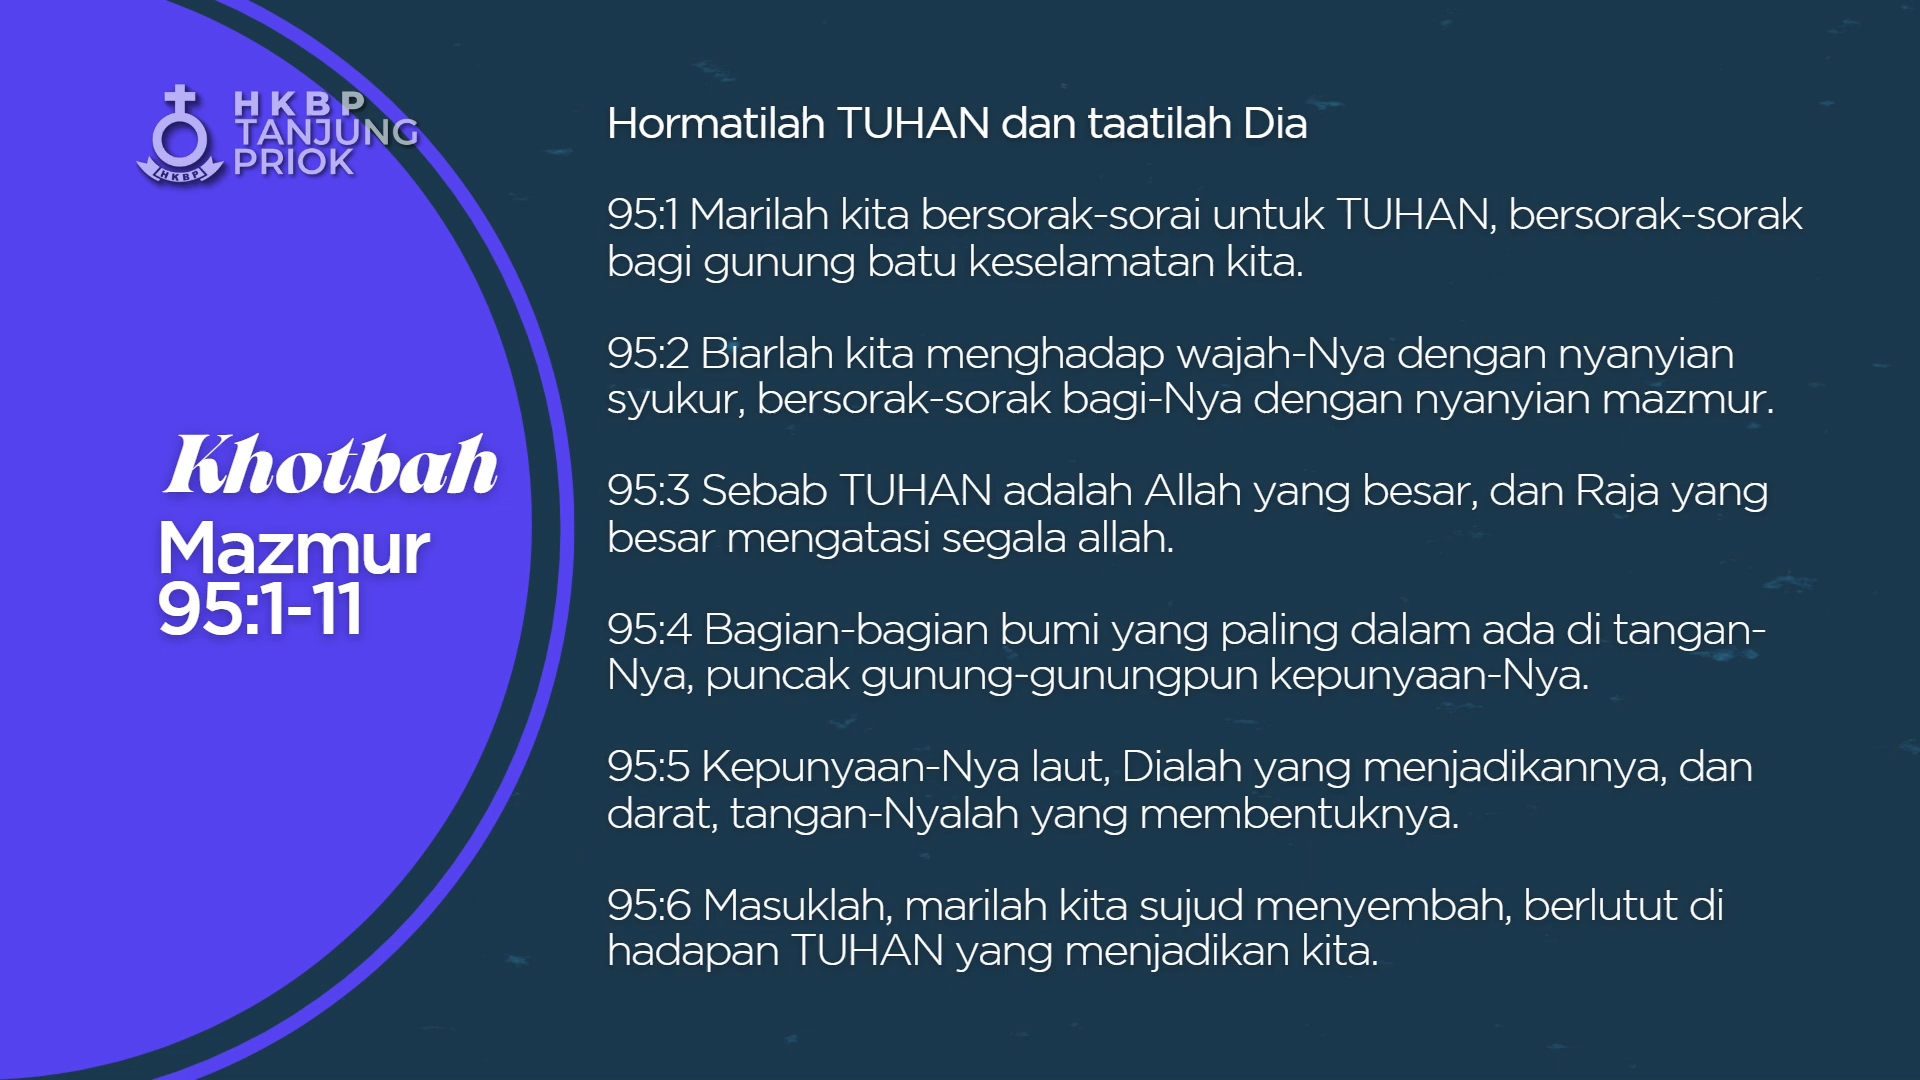 HKBP
TANJUNG
PRIOK
HKBP
Khotbah
Mazmur
95:1-11
Hormatilah TUHAN dan taatilah Dia
95:1 Marilah kita bersorak-sorai untuk TUHAN, bersorak-sorak
bagi gunung batu keselamatan kita.
95:2 Biarlah kita menghadap wajah-Nya dengan nyanyian
syukur, bersorak-sorak bagi-Nya dengan nyanyian mazmur.
95:3 Sebab TUHAN adalah Allah yang besar, dan Raja yang
besar mengatasi segala allah.
95:4 Bagian-bagian bumi yang paling dalam ada di tangan-
Nya, puncak gunung-gunungpun kepunyaan-Nya.
95:5 Kepunyaan-Nya laut, Dialah yang menjadikannya, dan
darat, tangan-Nyalah yang membentuknya.
95:6 Masuklah, marilah kita sujud menyembah, berlutut di
hadapan TUHAN yang menjadikan kita.